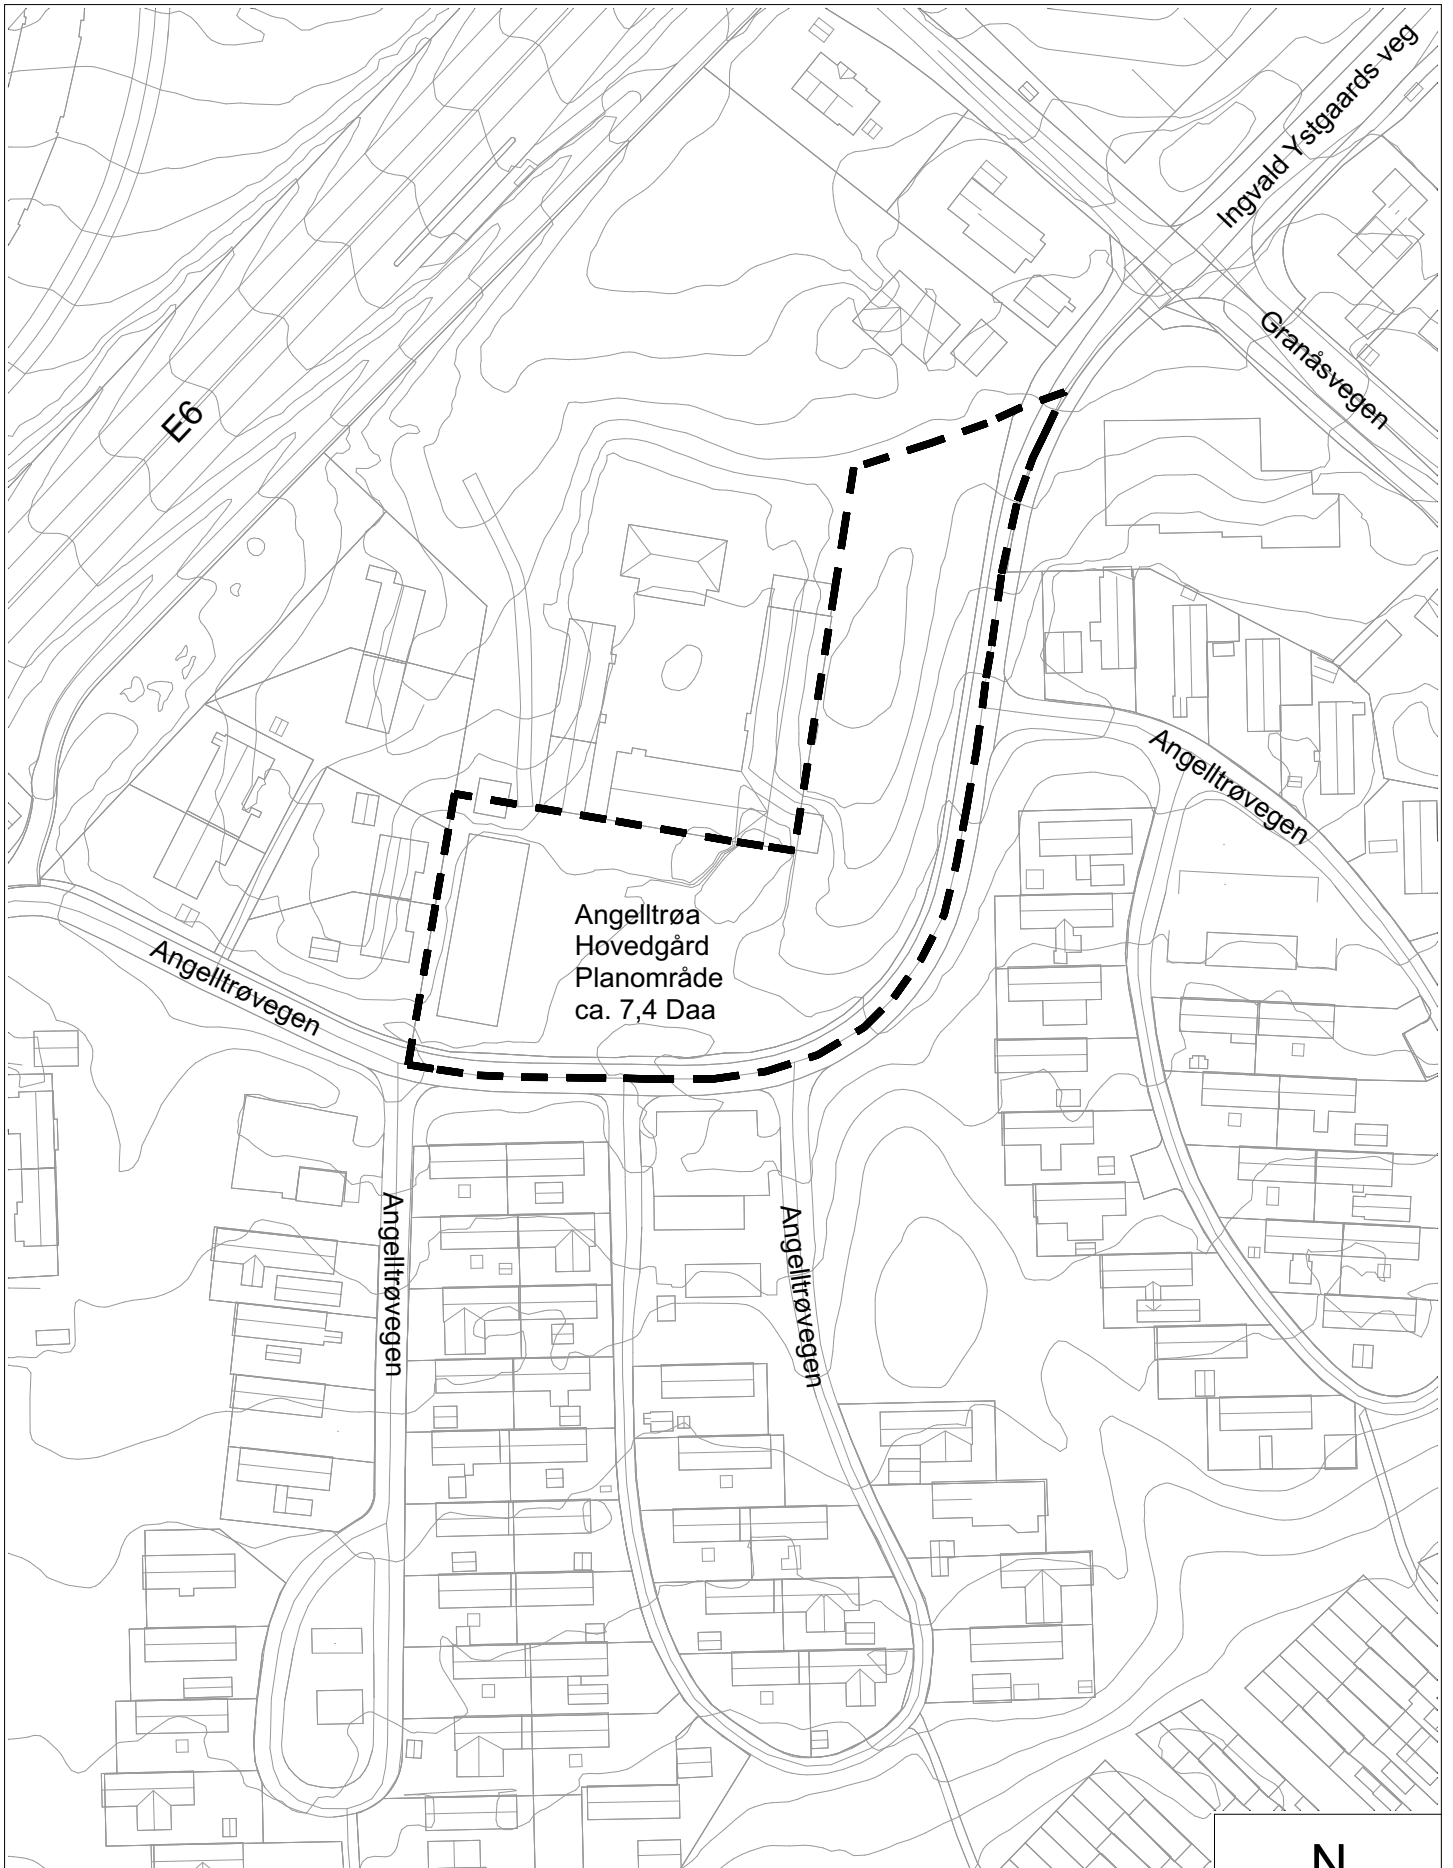 Ingvald Ystgaards veg
Granåsvegen
E6
Angelltrøvegen
Angelltrøa
Hovedgård
Planområde
ca. 7,4 Daa
Angelltrøvegen
Angelltrøvegen
Angelltrøvegen
N